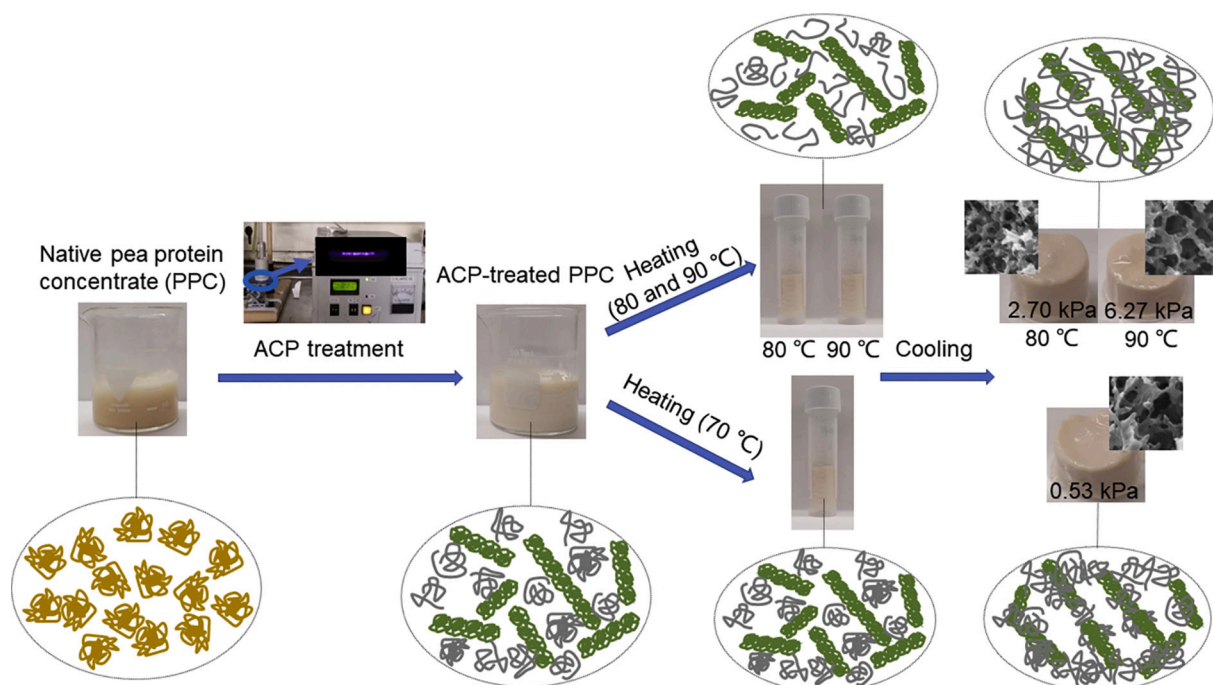 Native pea protein
concentrate (PPC)
ACP treatment
ACP-treated PPC
Heating
(80 and 90 ℃)
Heating (70 ℃)
80 ℃ 90 ℃
Cooling
2.70 kPa 6.27 kPa
80 ℃ 90 ℃
0.53 kPa